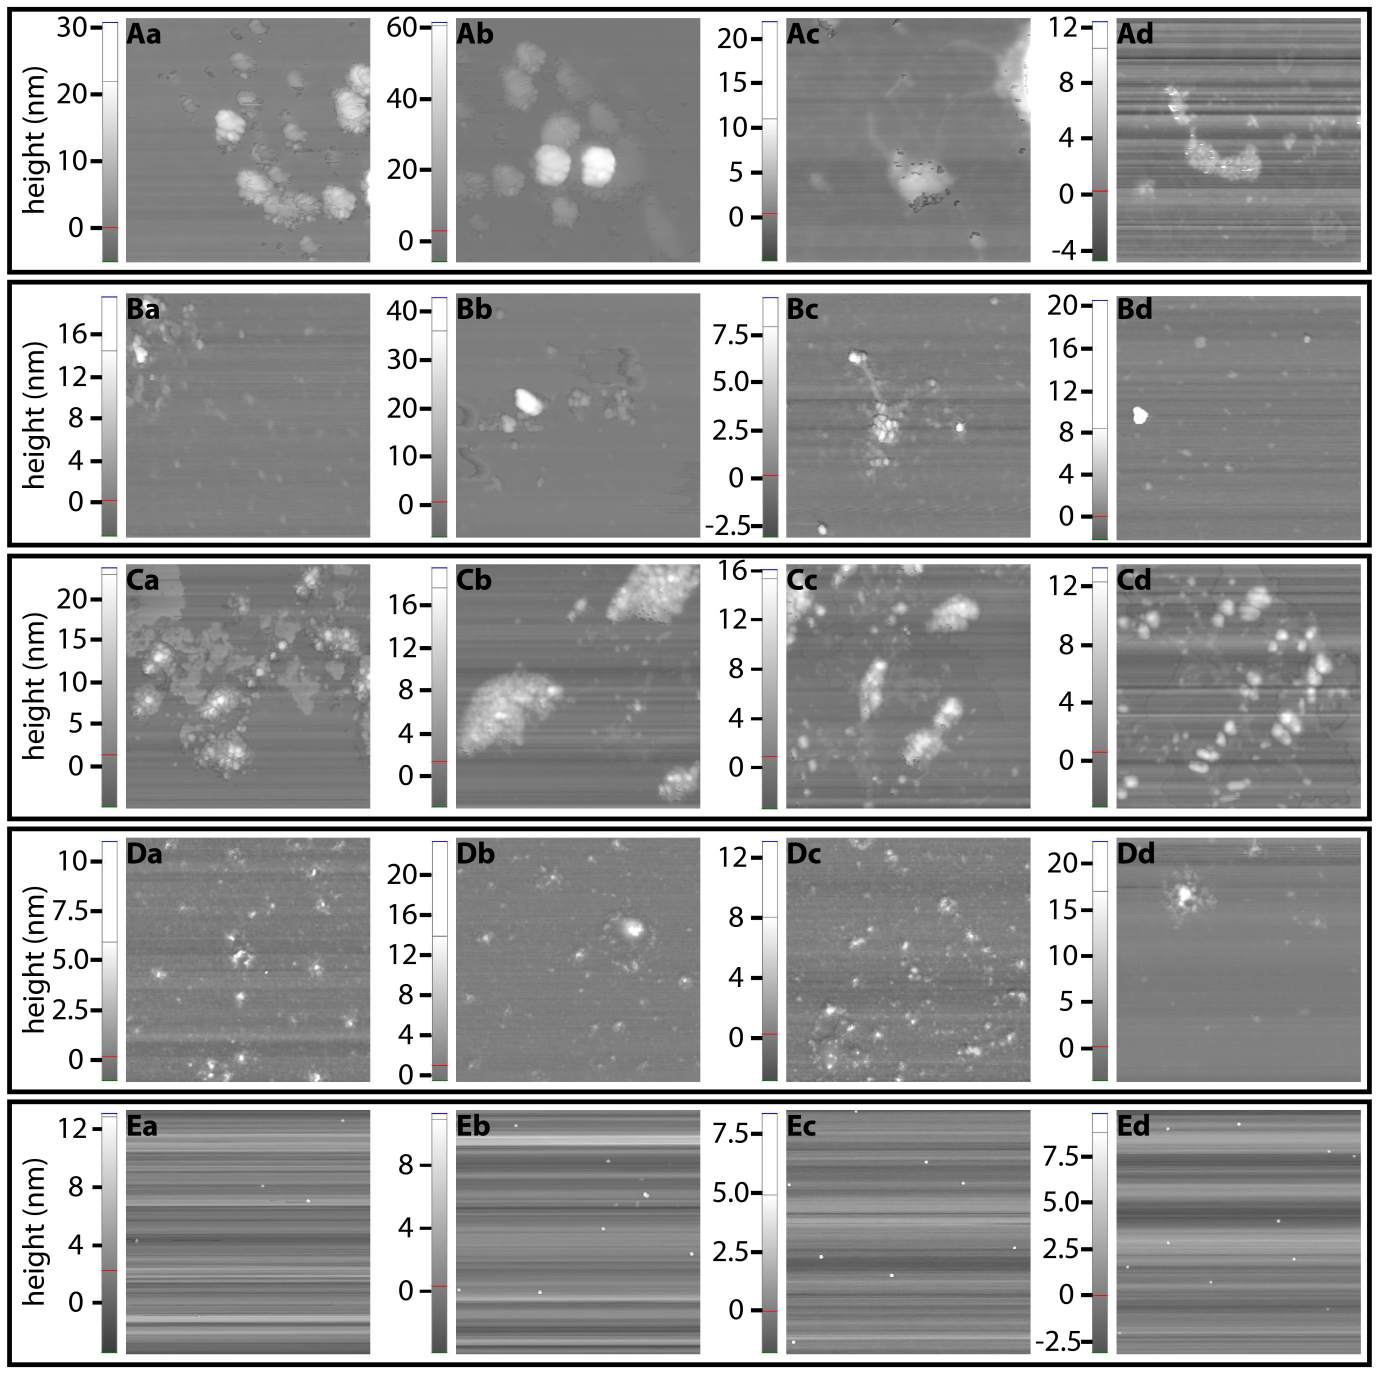 30 Aa 60 Ab 20 Ac 12 Ad
height (nm) 20 40 15 8
10 20 10 4
5 0
0 0 0 -4
Ba 40 Bb Bc 20 Bd
height (nm) 16 30 7.5 16
12 20 5.0 12
8 10 2.5 8
4 0 0 4
0 -2.5 0
Ca Cb 16 Cc 12 Cd
height (nm) 20 16 12 8
15 12 8 4
10 8 4 0
5 4 0
0 0
10 Da Db 12 Dc Dd
height (nm) 7.5 20 8 20
5.0 16 4 15
2.5 12 0 10
0 8 5
4 0
0
12 Ea Eb 7.5 Ec Ed
height (nm) 8 8 5.0 7.5
4 4 2.5 5.0
0 0 0 2.5
0
-2.5